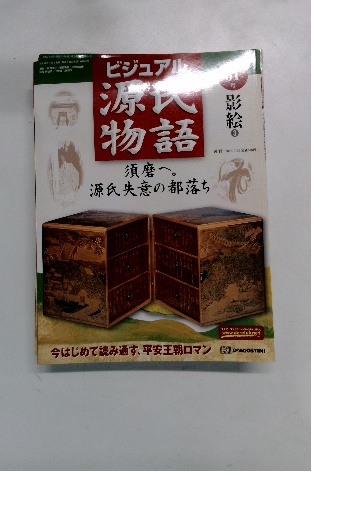 ビジュアル
源氏
物語
影絵
須磨へ。
源氏失意の都落ち
今はじめて読み通す、平安王朝ロマン
DeAGOSTINI